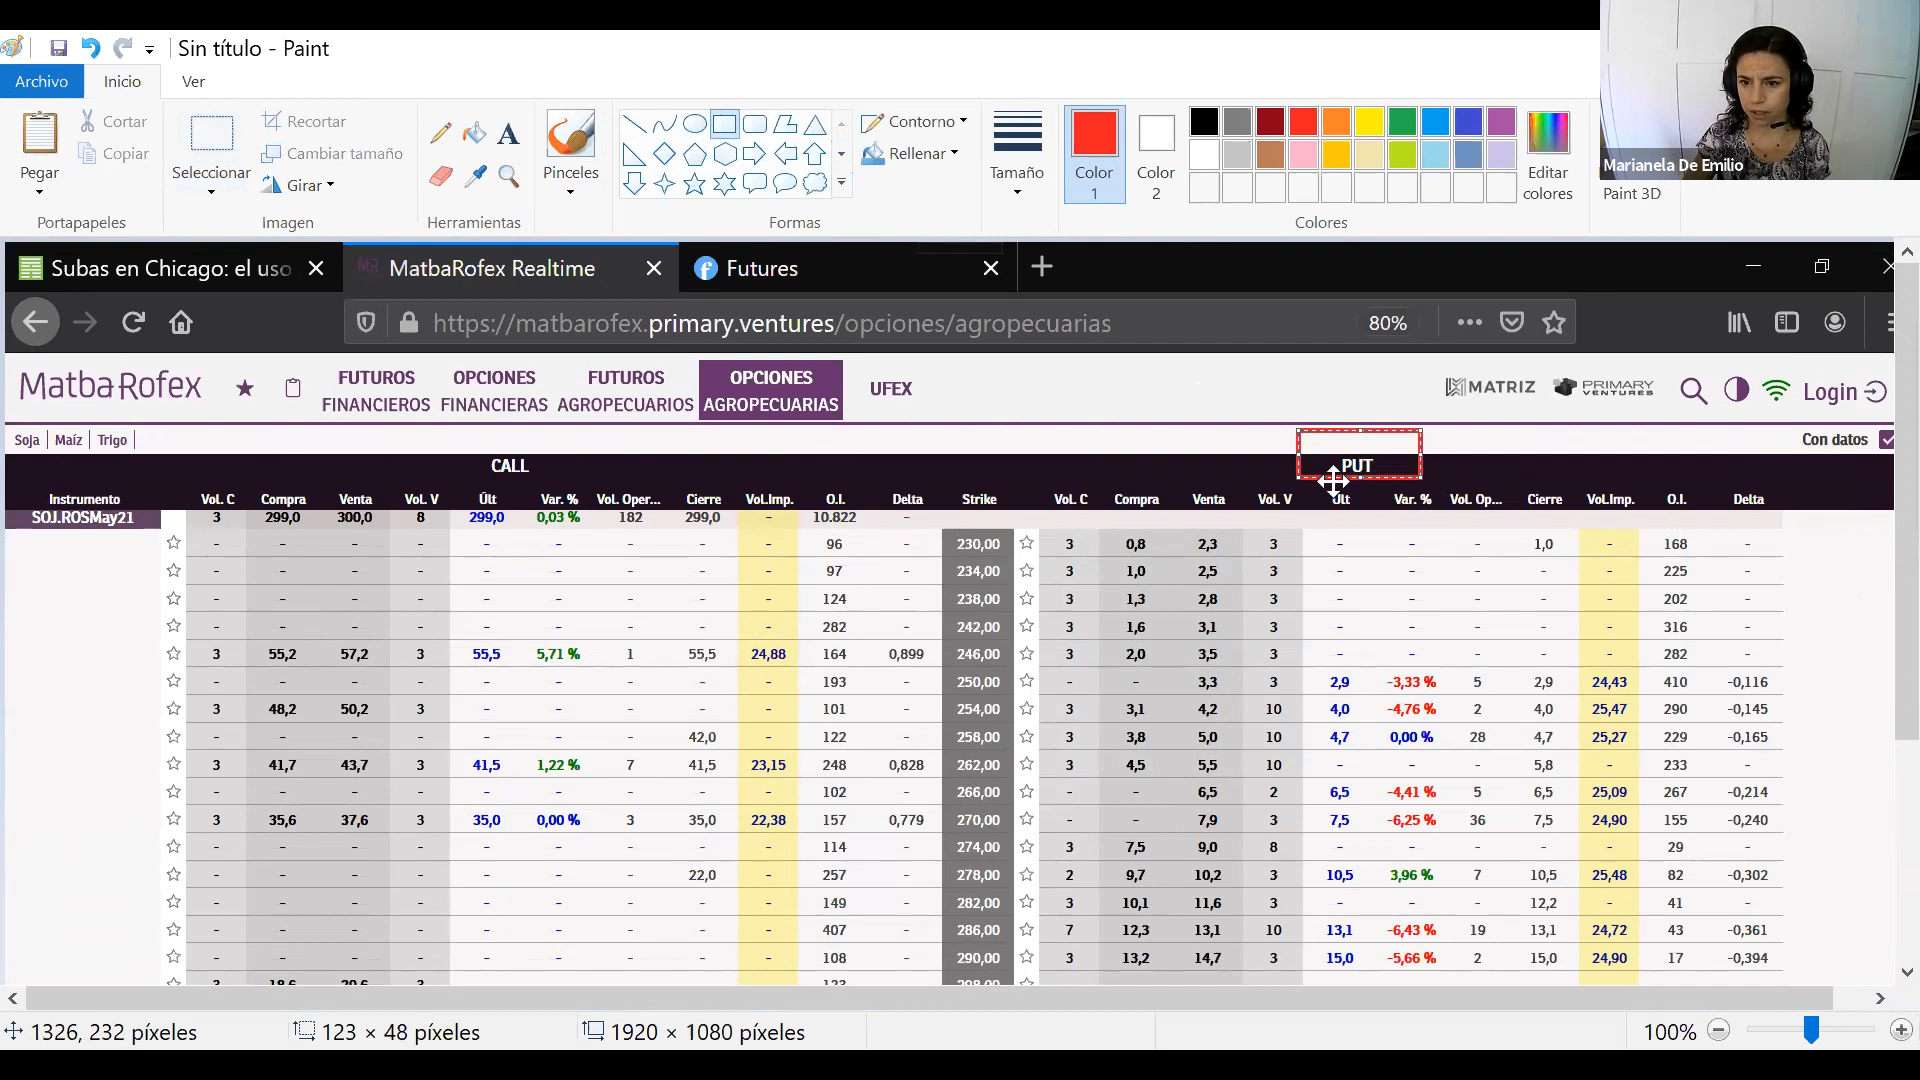 Sin título - Paint
Archivo Inicio Ver
Pegar Cortar Copiar
Portapapeles
Seleccionar Recortar Cambiar tamaño Girar
Imagen
A
Herramientas
Pinceles
Contorno
Rellenar
Formas
Tamaño
Color 1 Color 2
Editar colores
Colores
Marianela De Emilio
Paint 3D
Subas en Chicago: el uso MatbaRofex Realtime Futures
https://matbarofex.primary.ventures/opciones/agropecuarias 80%
MatbaRofex FUTUROS FINANCIEROS OPCIONES FINANCIERAS FUTUROS AGROPECUARIOS OPCIONES AGROPECUARIAS UFEX MATRIZ PRIMARY VENTURES Login
Soja Maíz Trigo Con datos
CALL PUT
Instrumento Vol. C Compra Venta Vol. V Últ Var. % Vol. Oper... Cierre Vol.Imp. O.I. Delta Strike Vol. C Compra Venta Vol. V Últ Var. % Vol. Op... Cierre Vol.Imp. O.I. Delta
SOJ.ROSMay21 3 299,0 300,0 8 299,0 0,03 % 182 299,0 - 10.822 -
- - - - - - - - - 96 - 230,00 3 0,8 2,3 3 - - - 1,0 - 168 -
- - - - - - - - - 97 - 234,00 3 1,0 2,5 3 - - - - - 225 -
- - - - - - - - - 124 - 238,00 3 1,3 2,8 3 - - - - - 202 -
- - - - - - - - - 282 - 242,00 3 1,6 3,1 3 - - - - - 316 -
3 55,2 57,2 3 55,5 5,71 % 1 55,5 24,88 164 0,899 246,00 3 2,0 3,5 3 - - - - - 282 -
- - - - - - - - - 193 - 250,00 - - 3,3 3 2,9 -3,33 % 5 2,9 24,43 410 -0,116
3 48,2 50,2 3 - - - - - 101 - 254,00 3 3,1 4,2 10 4,0 -4,76 % 2 4,0 25,47 290 -0,145
- - - - - - - 42,0 - 122 - 258,00 3 3,8 5,0 10 4,7 0,00 % 28 4,7 25,27 229 -0,165
3 41,7 43,7 3 41,5 1,22 % 7 41,5 23,15 248 0,828 262,00 3 4,5 5,5 10 - - - 5,8 - 233 -
- - - - - - - - - 102 - 266,00 - - 6,5 2 6,5 -4,41 % 5 6,5 25,09 267 -0,214
3 35,6 37,6 3 35,0 0,00 % 3 35,0 22,38 157 0,779 270,00 - - 7,9 3 7,5 -6,25 % 36 7,5 24,90 155 -0,240
- - - - - - - - - 114 - 274,00 3 7,5 9,0 8 - - - - - 29 -
- - - - - - - 22,0 - 257 - 278,00 2 9,7 10,2 3 10,5 3,96 % 7 10,5 25,48 82 -0,302
- - - - - - - - - 149 - 282,00 3 10,1 11,6 3 - - - 12,2 - 41 -
- - - - - - - - - 407 - 286,00 7 12,3 13,1 10 13,1 -6,43 % 19 13,1 24,72 43 -0,361
- - - - - - - - - 108 - 290,00 3 13,2 14,7 3 15,0 -5,66 % 2 15,0 24,90 17 -0,394
1326, 232 píxeles 123 × 48 píxeles 1920 × 1080 píxeles 100%